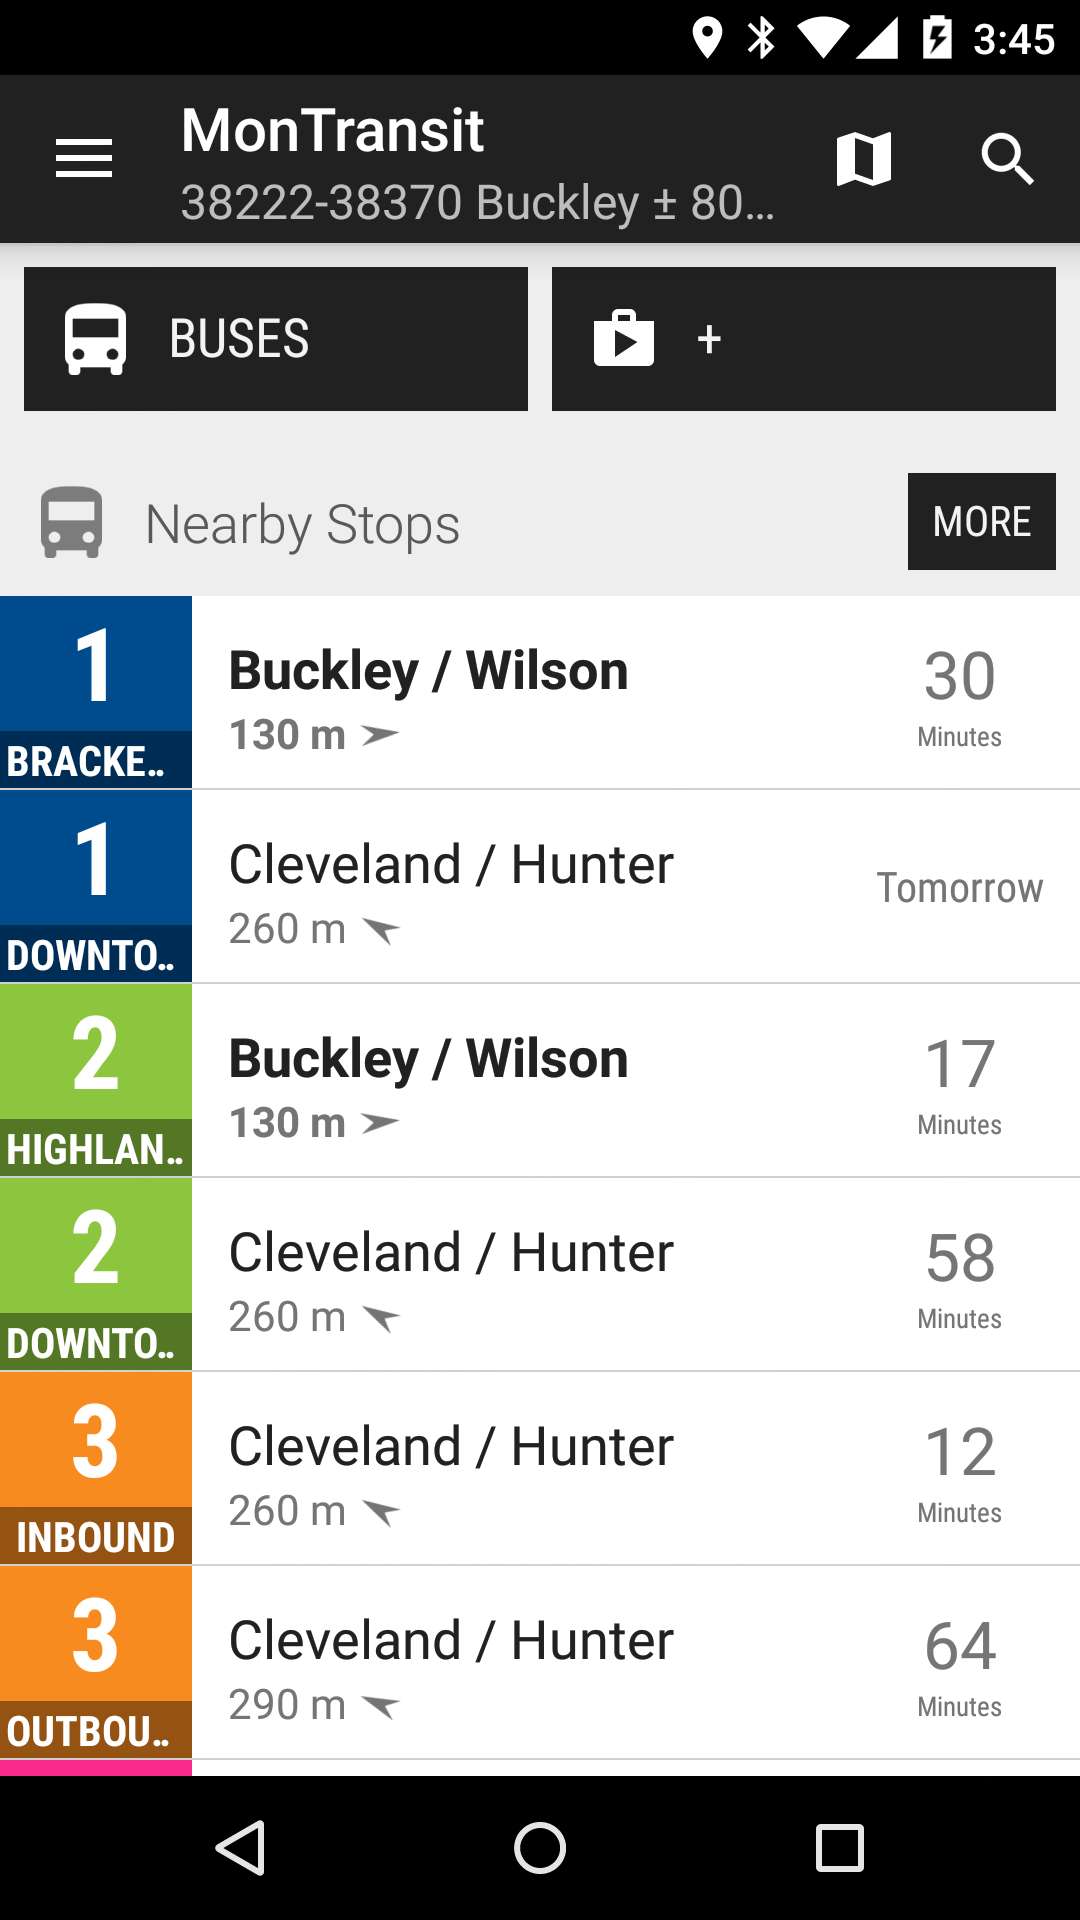 3:45
MonTransit
38222-38370 Buckley ± 80...
BUSES
+
Nearby Stops
MORE
1
BRACKE..
Buckley / Wilson
130 m
30
Minutes
1
DOWNTO..
Cleveland / Hunter
260 m
Tomorrow
2
HIGHLAN..
Buckley / Wilson
130 m
17
Minutes
2
DOWNTO..
Cleveland / Hunter
260 m
58
Minutes
3
INBOUND
Cleveland / Hunter
260 m
12
Minutes
3
OUTBOU..
Cleveland / Hunter
290 m
64
Minutes